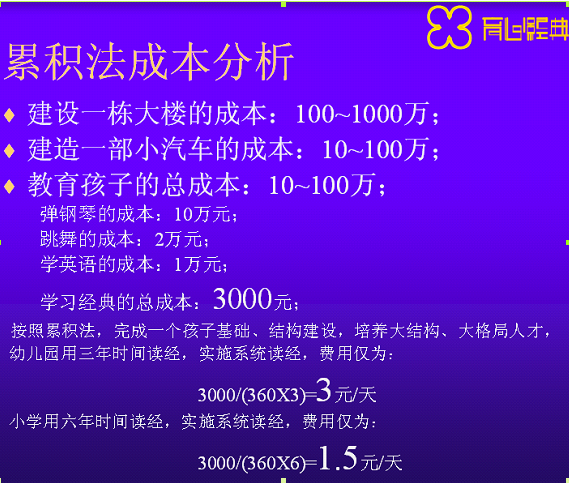 累积法成本分析
建设一栋大楼的成本：100~1000万；
建造一部小汽车的成本：10~100万；
教育孩子的总成本：10~100万；
弹钢琴的成本：10万元；
跳舞的成本：2万元；
学英语的成本：1万元；
学习经典的总成本：3000元；
按照累积法，完成一个孩子基础、结构建设，培养大结构、大格局人才，
幼儿园用三年时间读经，实施系统读经，费用仅为：
3000/(360X3)=3元/天
小学用六年时间读经，实施系统读经，费用仅为：
3000/(360X6)=1.5元/天